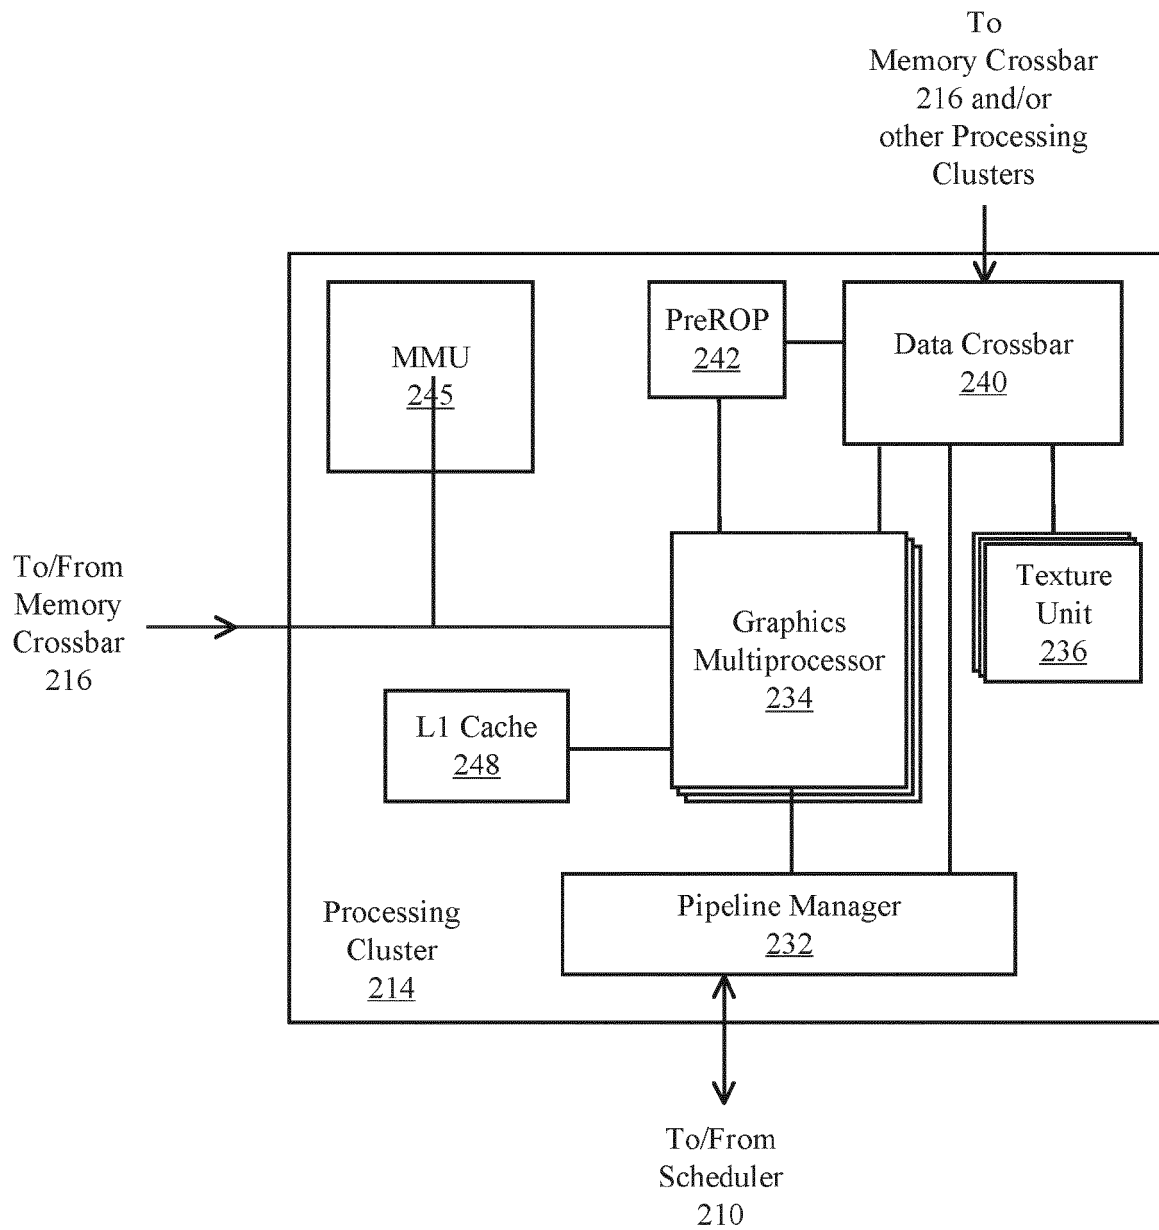 To
Memory Crossbar
216 and/or
other Processing
Clusters
MMU
245
PreROP
242
Data Crossbar
240
To/From
Memory
Crossbar
216
Graphics
Multiprocessor
234
Texture
Unit
236
L1 Cache
248
Pipeline Manager
232
Processing
Cluster
214
To/From
Scheduler
210